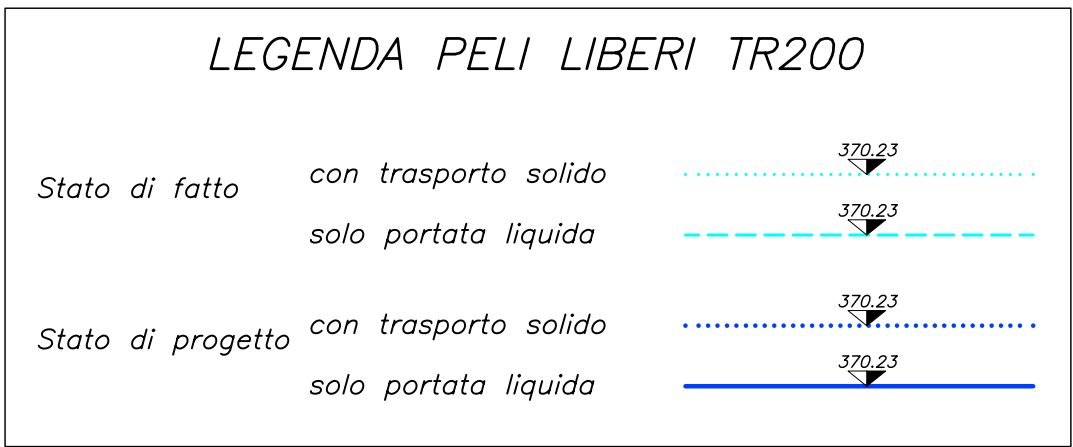 LEGENDA PELI LIBERI TR200
370.23
Stato di fatto con trasporto solido
370.23
solo portata liquida
370.23
Stato di progetto con trasporto solido
370.23
solo portata liquida